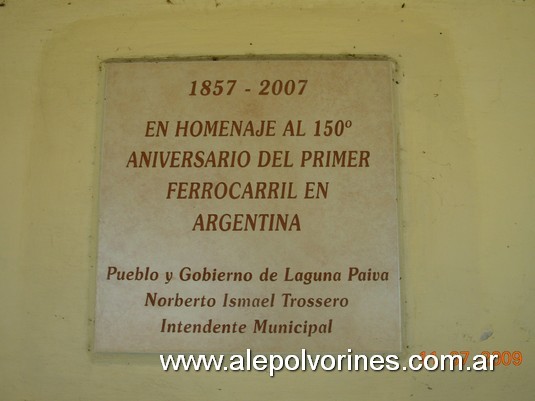 1857 - 2007
EN HOMENAJE AL 150º
ANIVERSARIO DEL PRIMER
FERROCARRIL EN
ARGENTINA
Pueblo y Gobierno de Laguna Paiva
Norberto Ismael Trossero
Intendente Municipal
www.alepolvorines.com.ar
2009